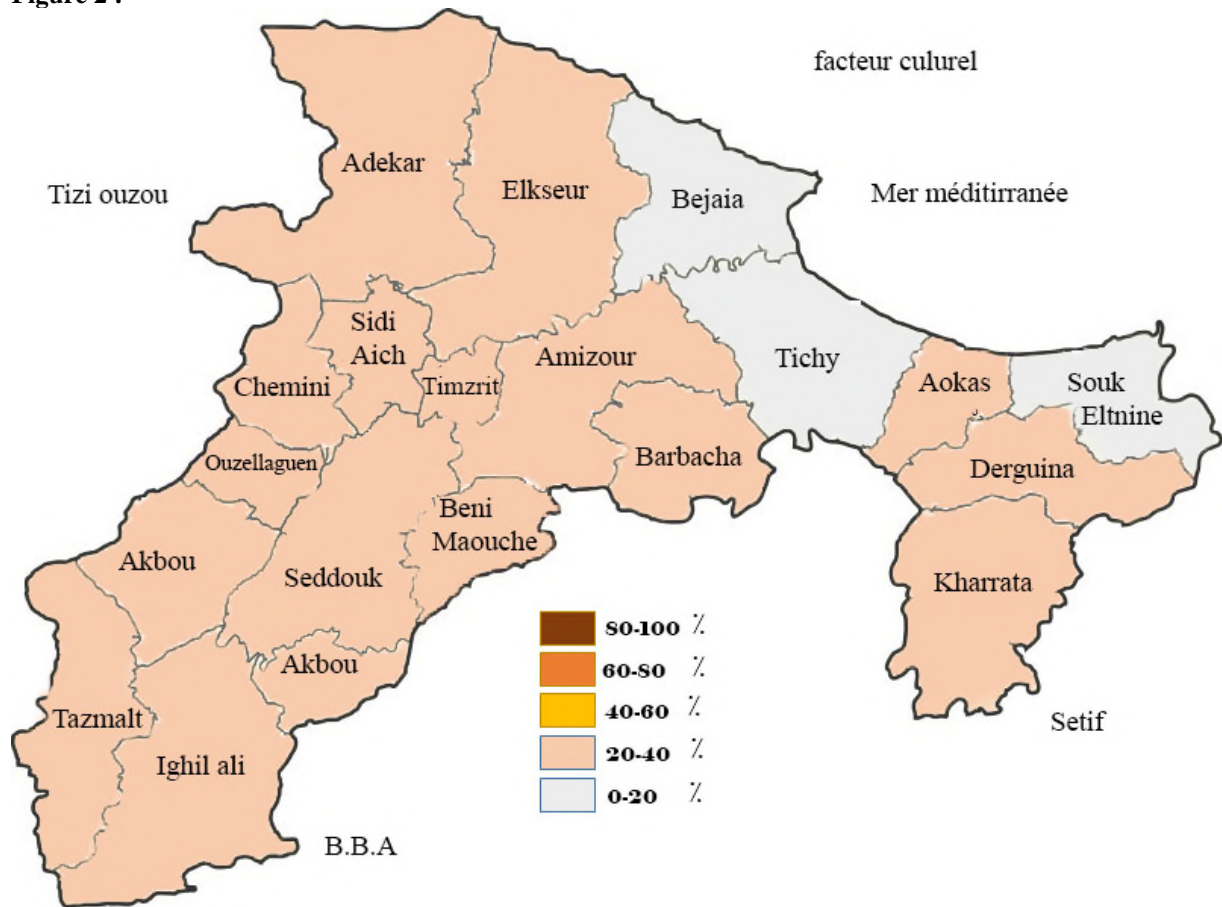 Figure 2 :
facteur culurel
Adekar
Tizi ouzou
Elkseur
Bejaia
Mer méditirranée
Sidi
Aich
Chemini
Timzrit
Amizour
Tichy
Aokas
Souk
Eltnine
Ouzellaguen
Barbacha
Derguina
Beni
Maouche
Akbou
Seddouk
Kharrata
80-100 %
60-80 %
40-60 %
20-40 %
0-20 %
Akbou
Tazmalt
Ighil ali
Setif
B.B.A